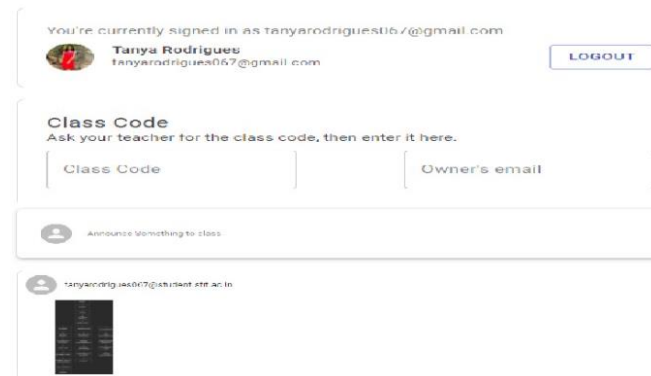 You're currently signed in as tanyarodrigues067@gmail.com
Tanya Rodrigues
tanyarodrigues067@gmail.com
LOGOUT
Class Code
Ask your teacher for the class code, then enter it here.
Class Code
Owner's email
Announce Something to class
tanyarodrigues067@student.sfit.ac.in